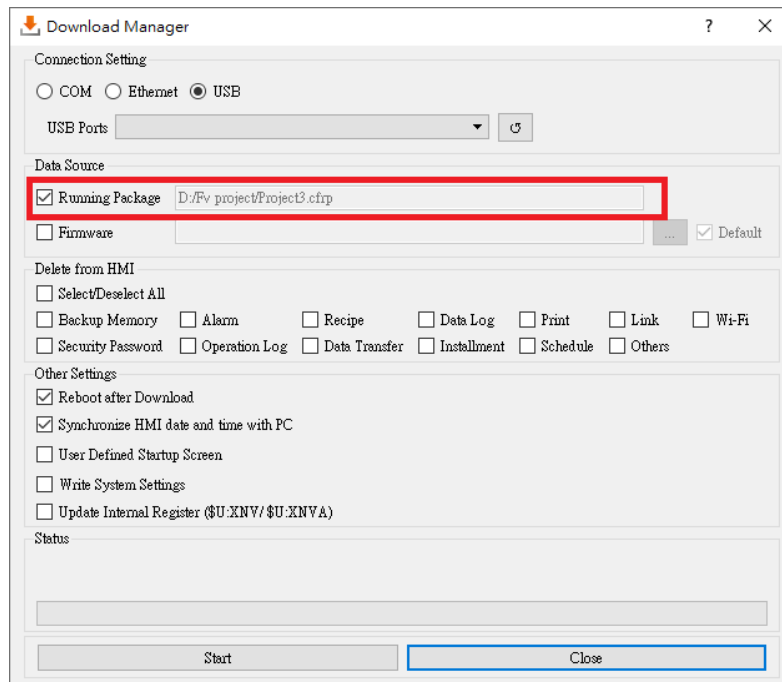 Download Manager ?
Connection Setting
COM Ethernet USB
USB Ports
Data Source
Running Package D:/Fv project/Project3.cfrp
Firmware ... Default
Delete from HMI
Select/Deselect All
Backup Memory Alarm Recipe Data Log Print Link Wi-Fi
Security Password Operation Log Data Transfer Installment Schedule Others
Other Settings
Reboot after Download
Synchronize HMI date and time with PC
User Defined Startup Screen
Write System Settings
Update Internal Register ($U:XNV/ $U:XNVA)
Status
Start Close